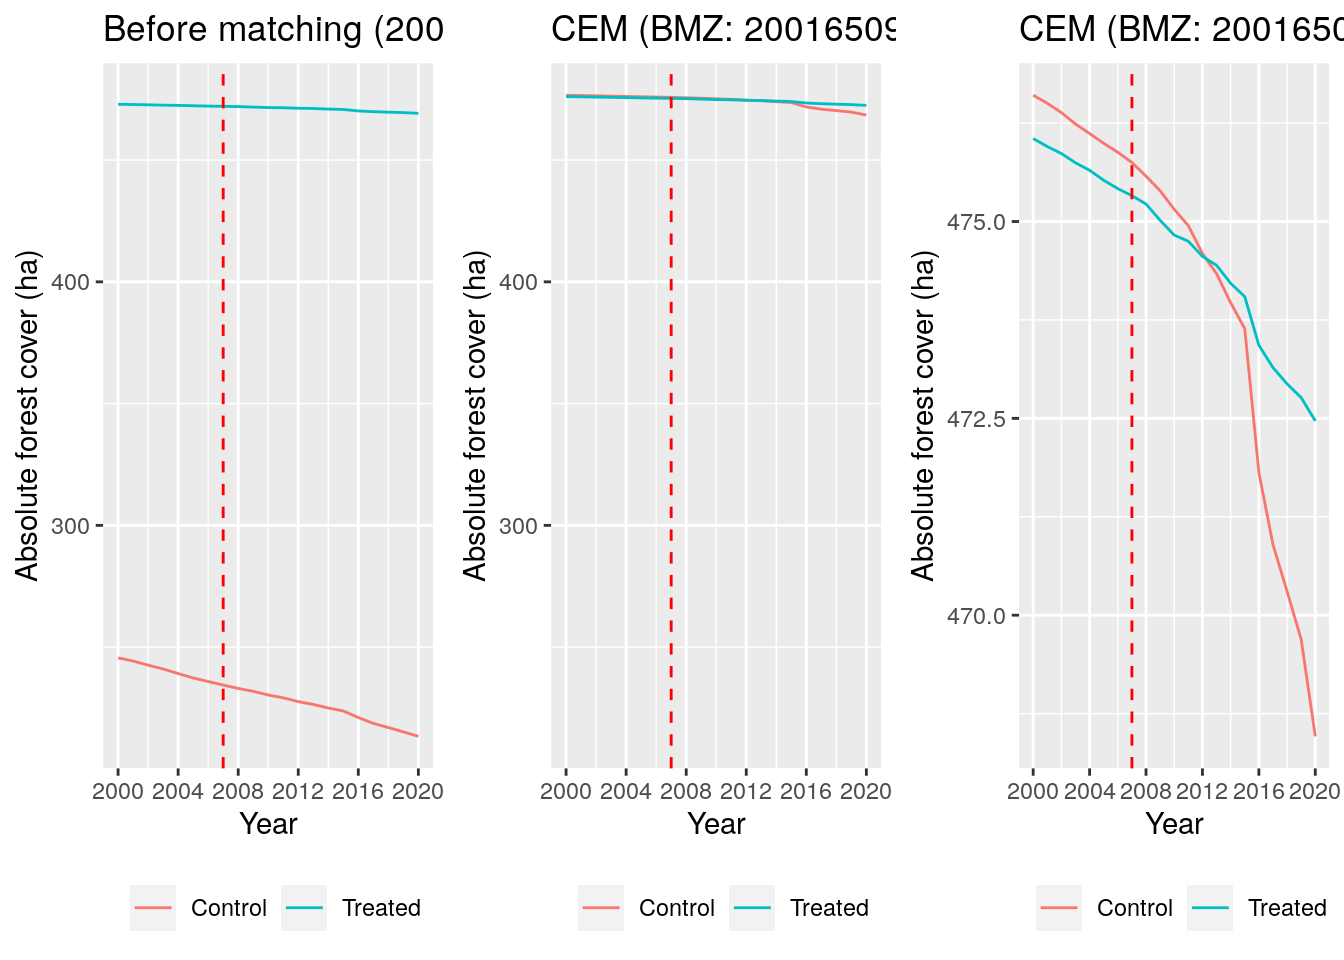 Before matching (200
Absolute forest cover (ha)
400
300
2000 2004 2008 2012 2016 2020
Year
Control Treated
CEM (BMZ: 20016509
Absolute forest cover (ha)
400
300
2000 2004 2008 2012 2016 2020
Year
Control Treated
CEM (BMZ: 2001650
Absolute forest cover (ha)
475.0
472.5
470.0
2000 2004 2008 2012 2016 2020
Year
Control Treated